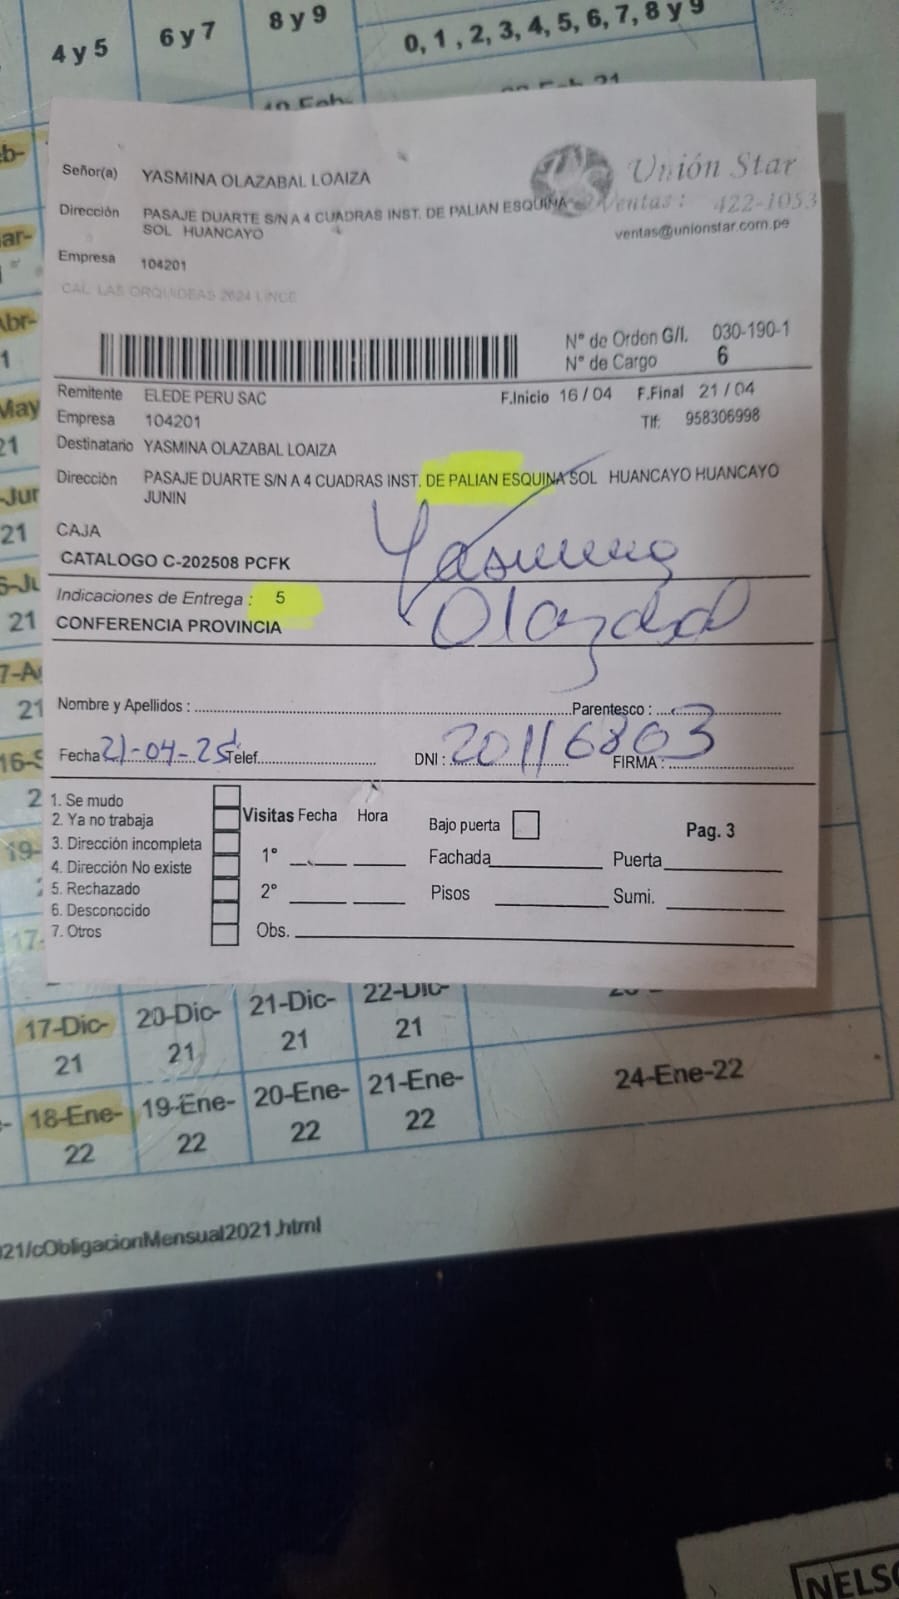 4 y 5 6 y 7 8 y 9 0, 1 , 2, 3, 4, 5, 6, 7, 8 y 9
Señor(a) YASMINA OLAZABAL LOAIZA
Unión Star
Dirección PASAJE DUARTE S/N A 4 CUADRAS INST. DE PALIAN ESQUINA
Ventas: 422-1053
SOL HUANCAYO
ventas@unionstar.com.pe
Empresa 104201
CAL LAS ORQUIDEAS 2624 LINCE
N° de Orden G/I. 030-190-1
N° de Cargo 6
Remitente ELEDE PERU SAC F.Inicio 16 / 04 F.Final 21 / 04
Empresa 104201 Tlf: 958306998
Destinatario YASMINA OLAZABAL LOAIZA
Dirección PASAJE DUARTE S/N A 4 CUADRAS INST. DE PALIAN ESQUINA SOL HUANCAYO HUANCAYO
JUNIN
CAJA
CATALOGO C-202508 PCFK
Yasmina
Indicaciones de Entrega : 5
Olazabal
CONFERENCIA PROVINCIA
Nombre y Apellidos : Parentesco :
Fecha 21-04-25 Telef. DNI : 20116803 FIRMA :
1. Se mudo
2. Ya no trabaja
3. Dirección incompleta
4. Dirección No existe
5. Rechazado
6. Desconocido
7. Otros
Visitas Fecha Hora
1°
2°
Obs.
Bajo puerta Pag. 3
Fachada Puerta
Pisos Sumi.
17-Dic- 20-Dic- 21-Dic- 22-Dic-
21 21 21 21
18-Ene- 19-Ene- 20-Ene- 21-Ene- 24-Ene-22
22 22 22 22
21/cObligacionMensual2021.html